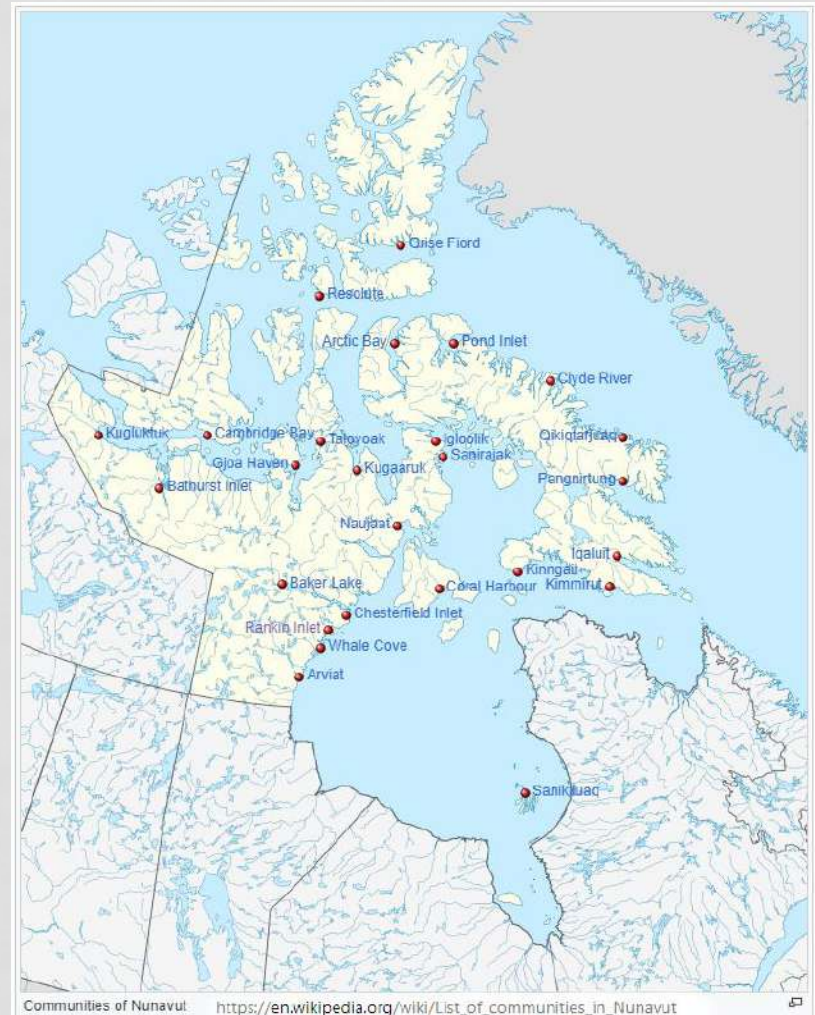 Grise Fiord
Resolute
Arctic Bay
Pond Inlet
Clyde River
Kugluktuk
Cambridge Bay
Taloyoak
Igloolik
Qikiqtarjuaq
Gjoa Haven
Kugaaruk
Sanirajak
Bathurst Inlet
Pangnirtung
Naujaat
Iqaluit
Kinngait
Baker Lake
Coral Harbour
Kimmirut
Chesterfield Inlet
Rankin Inlet
Whale Cove
Arviat
Sanikiluaq
Communities of Nunavut https://en.wikipedia.org/wiki/List_of_communities_in_Nunavut